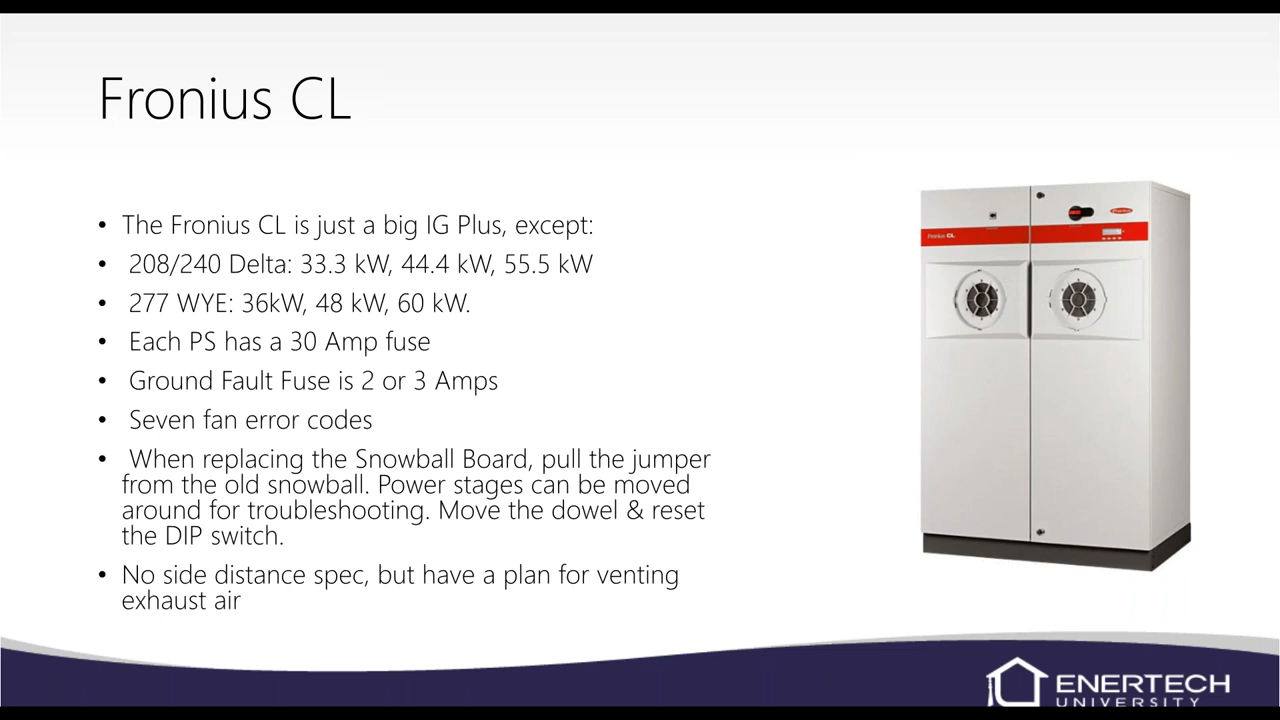 Fronius CL
• The Fronius CL is just a big IG Plus, except:
• 208/240 Delta: 33.3 kW, 44.4 kW, 55.5 kW
• 277 WYE: 36kW, 48 kW, 60 kW.
• Each PS has a 30 Amp fuse
• Ground Fault Fuse is 2 or 3 Amps
• Seven fan error codes
• When replacing the Snowball Board, pull the jumper
from the old snowball. Power stages can be moved
around for troubleshooting. Move the dowel & reset
the DIP switch.
• No side distance spec, but have a plan for venting
exhaust air
Fronius CL
Fronius
ENERTECH
UNIVERSITY